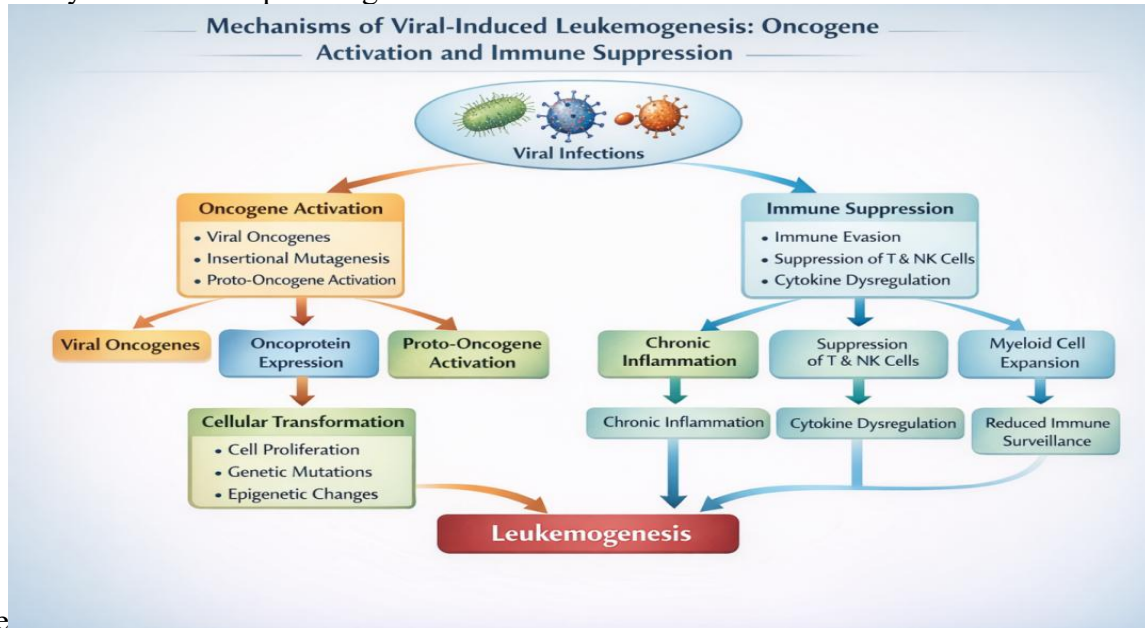 Mechanisms of Viral-Induced Leukemogenesis: Oncogene
Activation and Immune Suppression
Viral Infections
Oncogene Activation
• Viral Oncogenes
• Insertional Mutagenesis
• Proto-Oncogene Activation
Immune Suppression
• Immune Evasion
• Suppression of T & NK Cells
• Cytokine Dysregulation
Viral Oncogenes
Oncoprotein
Expression
Proto-Oncogene
Activation
Chronic
Inflammation
Suppression
of T & NK Cells
Myeloid Cell
Expansion
Cellular Transformation
• Cell Proliferation
• Genetic Mutations
• Epigenetic Changes
Chronic Inflammation
Cytokine Dysregulation
Reduced Immune
Surveillance
Leukemogenesis
e